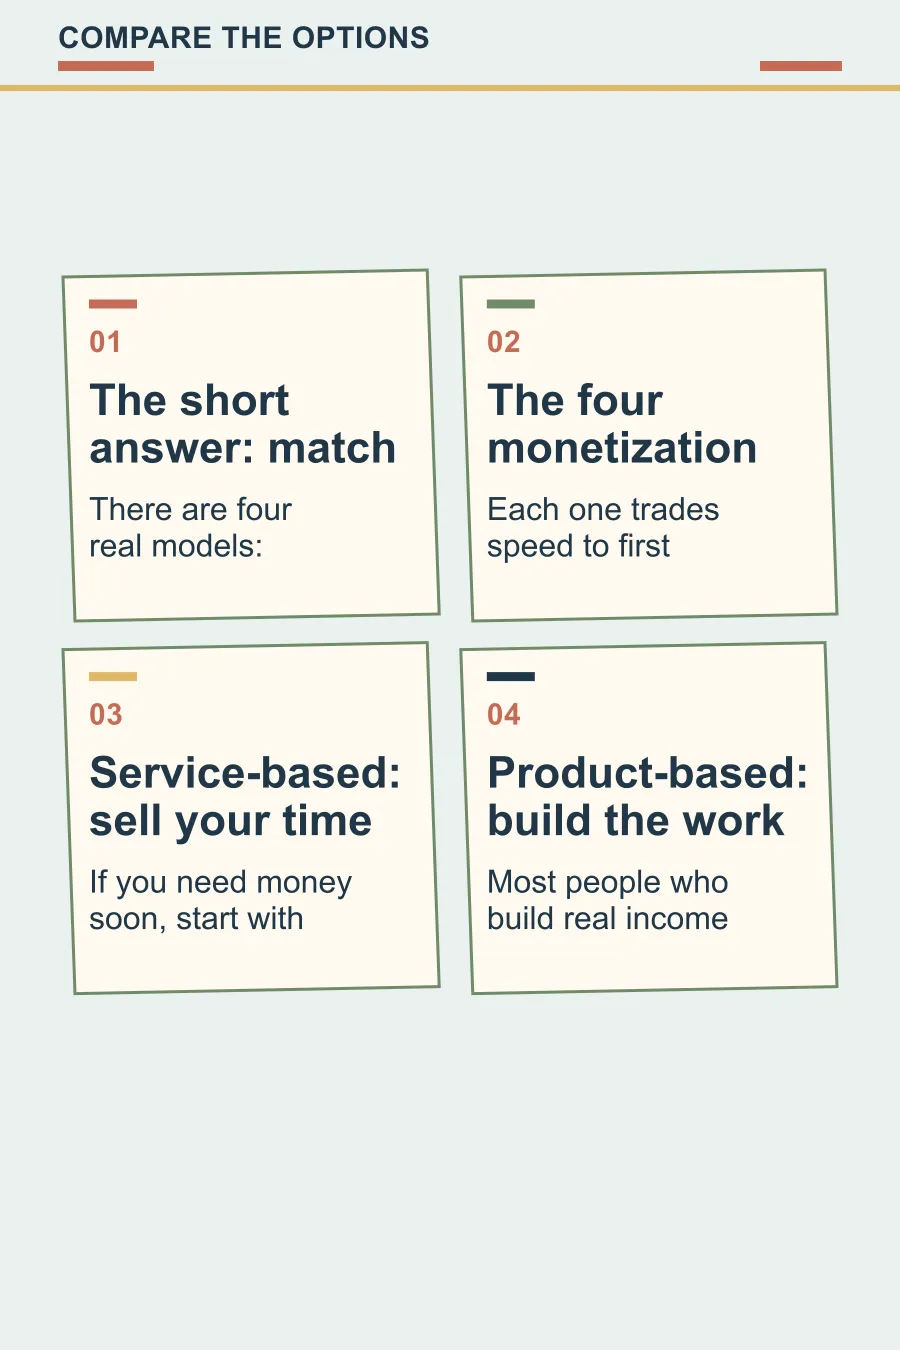 COMPARE THE OPTIONS
01
The short
answer: match
There are four
real models:
02
The four
monetization
Each one trades
speed to first
03
Service-based:
sell your time
If you need money
soon, start with
04
Product-based:
build the work
Most people who
build real income